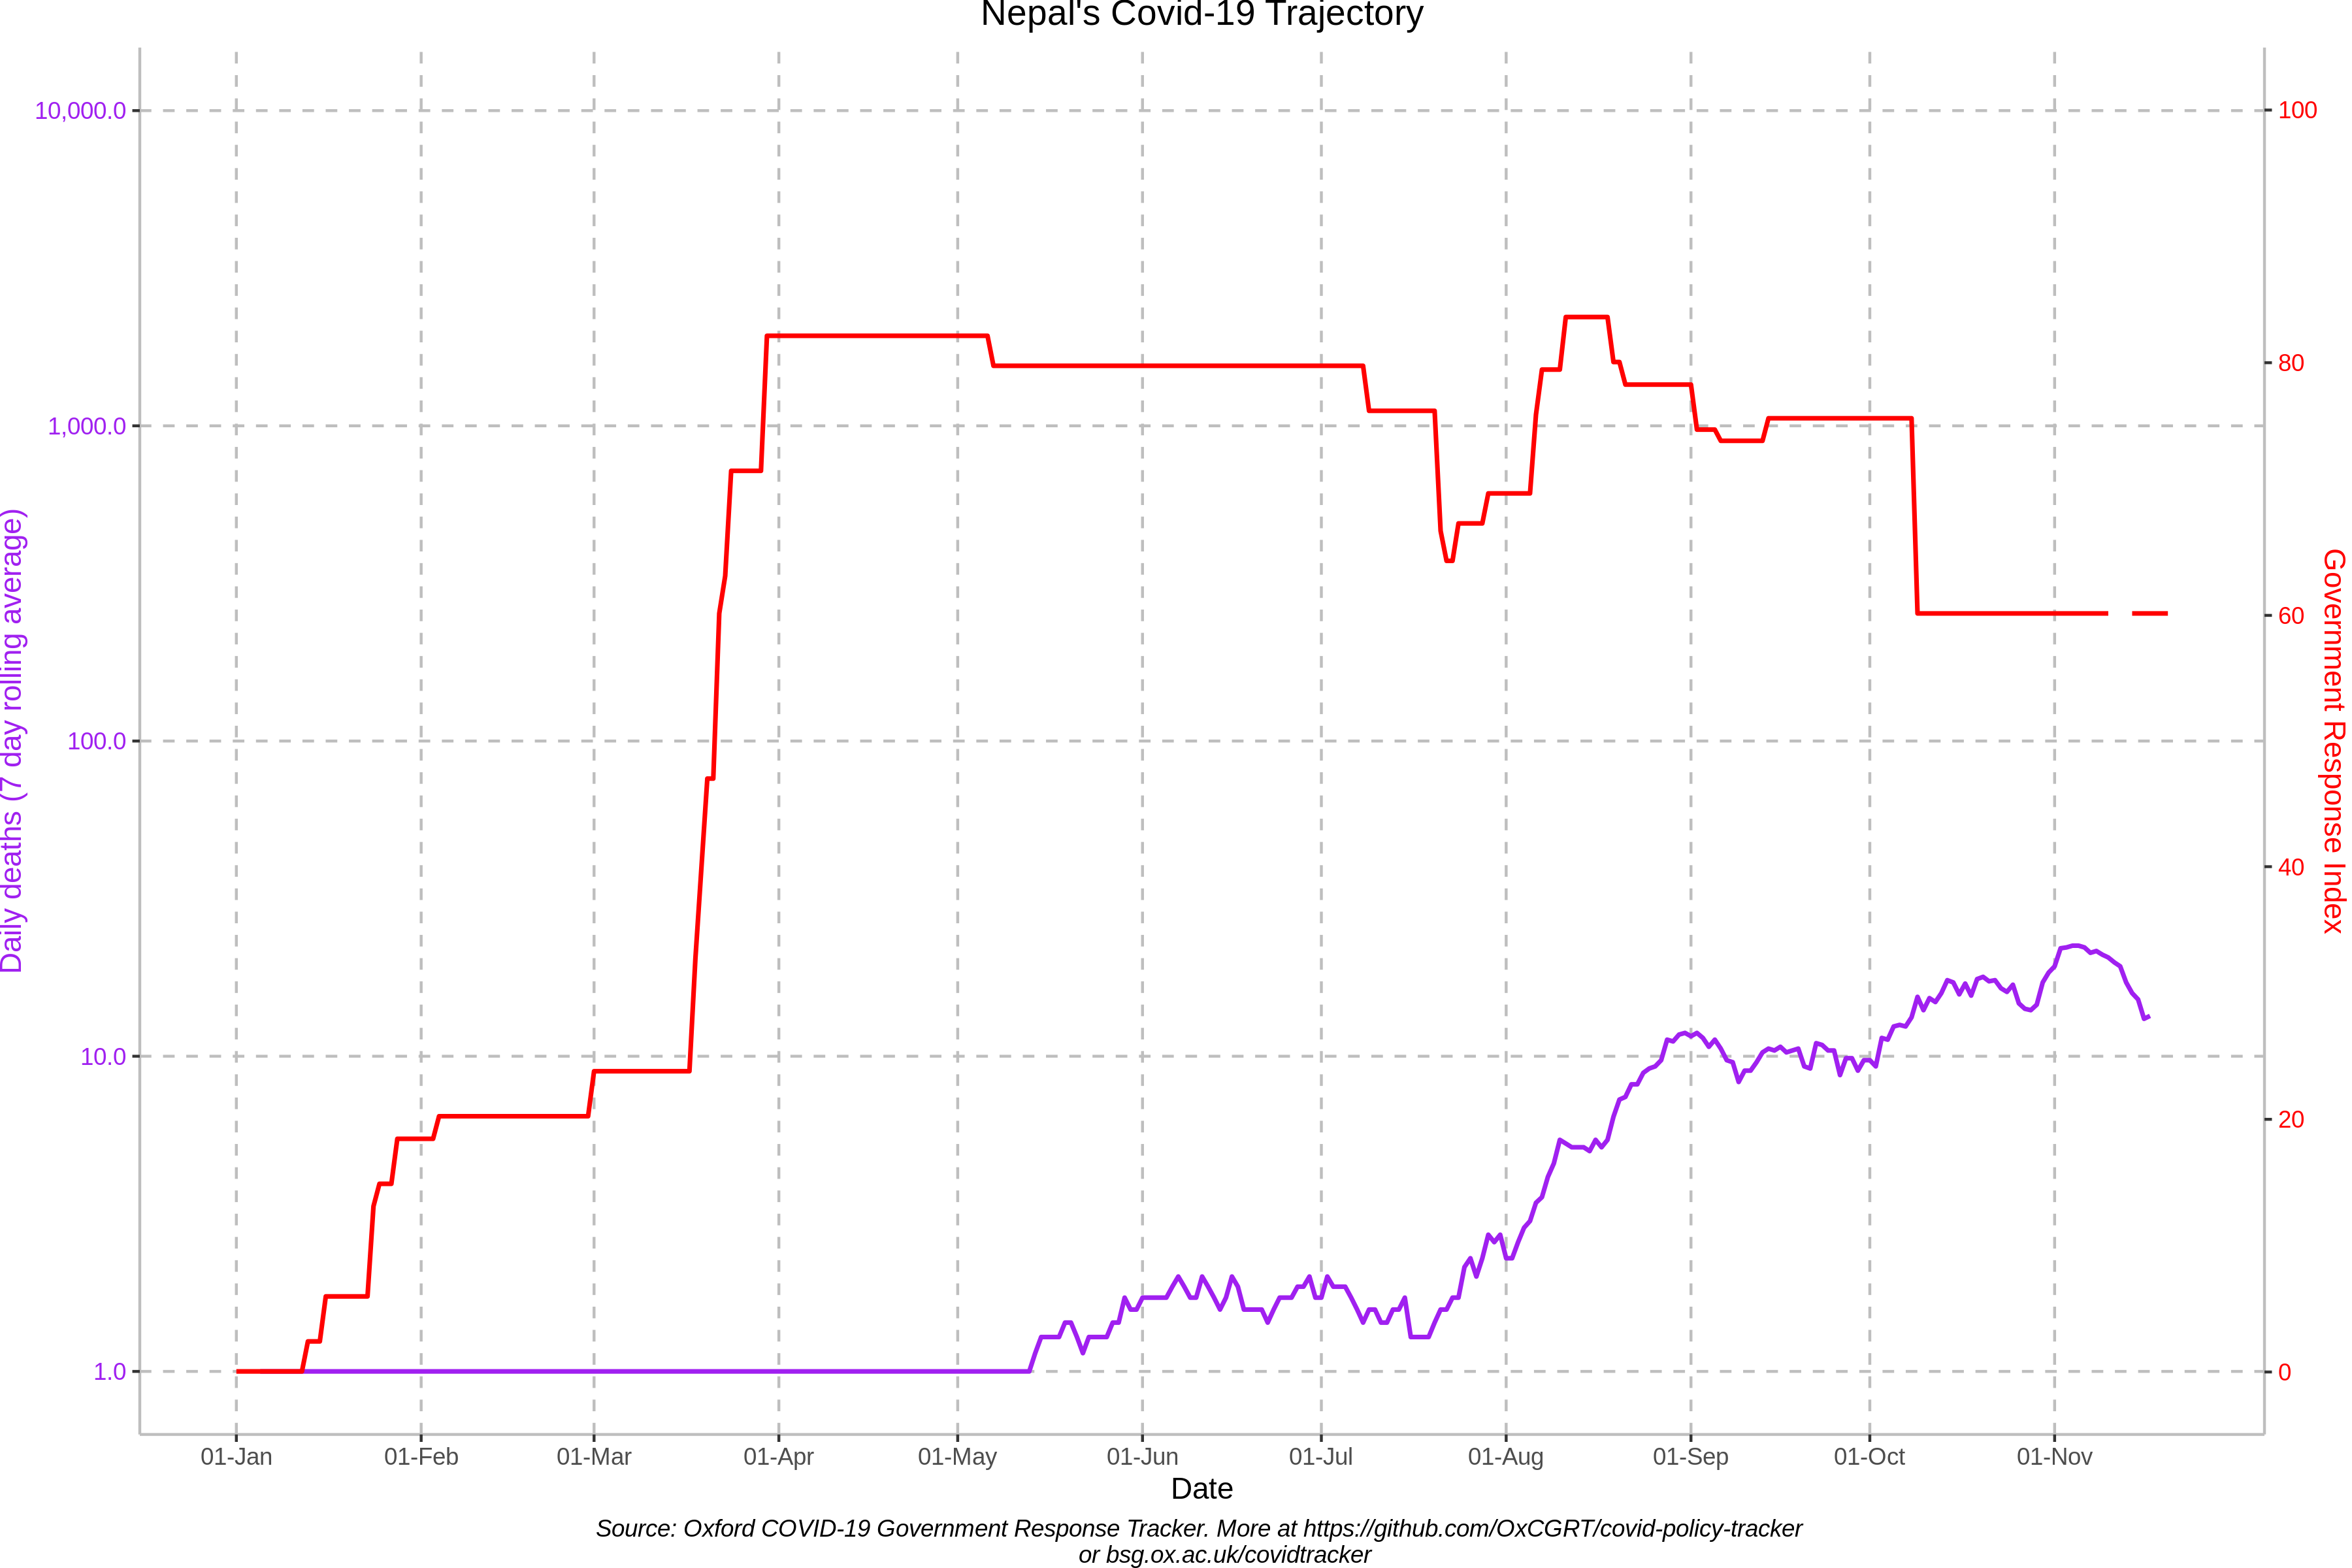 Nepal's Covid-19 Trajectory
Daily deaths (7 day rolling average)
10,000.0
1,000.0
100.0
10.0
1.0
100
80
60
40
20
0
Government Response Index
01-Jan 01-Feb 01-Mar 01-Apr 01-May 01-Jun 01-Jul 01-Aug 01-Sep 01-Oct 01-Nov
Date
Source: Oxford COVID-19 Government Response Tracker. More at https://github.com/OxCGRT/covid-policy-tracker
or bsg.ox.ac.uk/covidtracker